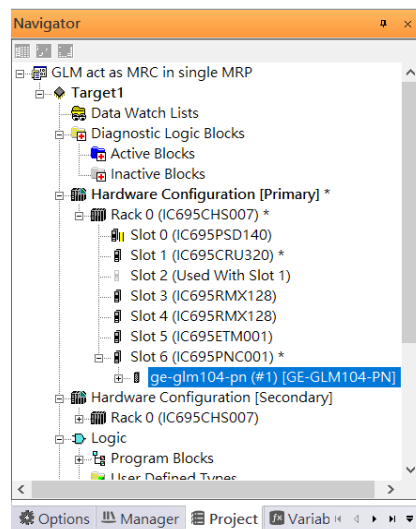 Navigator
GLM act as MRC in single MRP
Target1
Data Watch Lists
Diagnostic Logic Blocks
Active Blocks
Inactive Blocks
Hardware Configuration [Primary] *
Rack 0 (IC695CHS007) *
Slot 0 (IC695PSD140)
Slot 1 (IC695CRU320) *
Slot 2 (Used With Slot 1)
Slot 3 (IC695RMX128)
Slot 4 (IC695RMX128)
Slot 5 (IC695ETM001)
Slot 6 (IC695PNC001) *
ge-glm104-pn (#1) [GE-GLM104-PN]
Hardware Configuration [Secondary]
Rack 0 (IC695CHS007)
Logic
Program Blocks
User Defined Types
Options Manager Project Variab